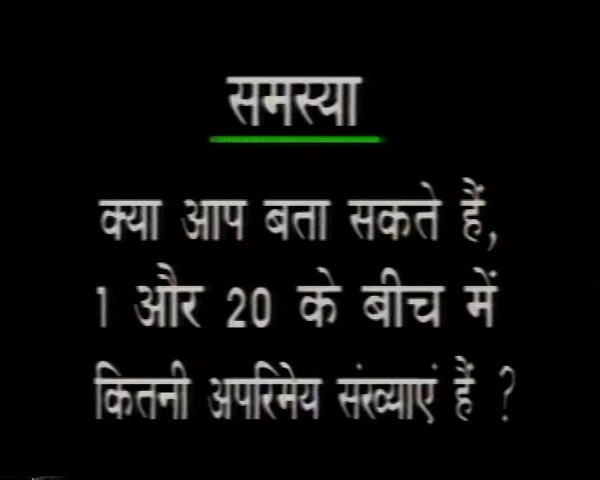 समस्या
क्या आप बता सकते हैं,
1 और 20 के बीच में
कितनी अपरिमेय संख्याएं हैं ?